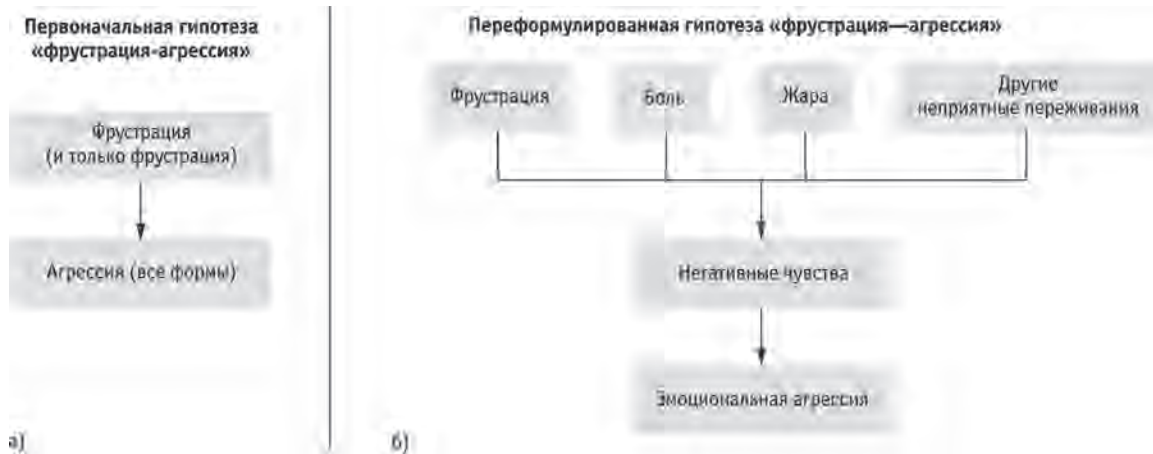 Первоначальная гипотеза
«фрустрация-агрессия»
Фрустрация
(и только фрустрация)
Агрессия (все формы)
а)
Переформулированная гипотеза «фрустрация—агрессия»
Фрустрация
Боль
Жара
Другие
неприятные переживания
Негативные чувства
Эмоциональная агрессия
б)